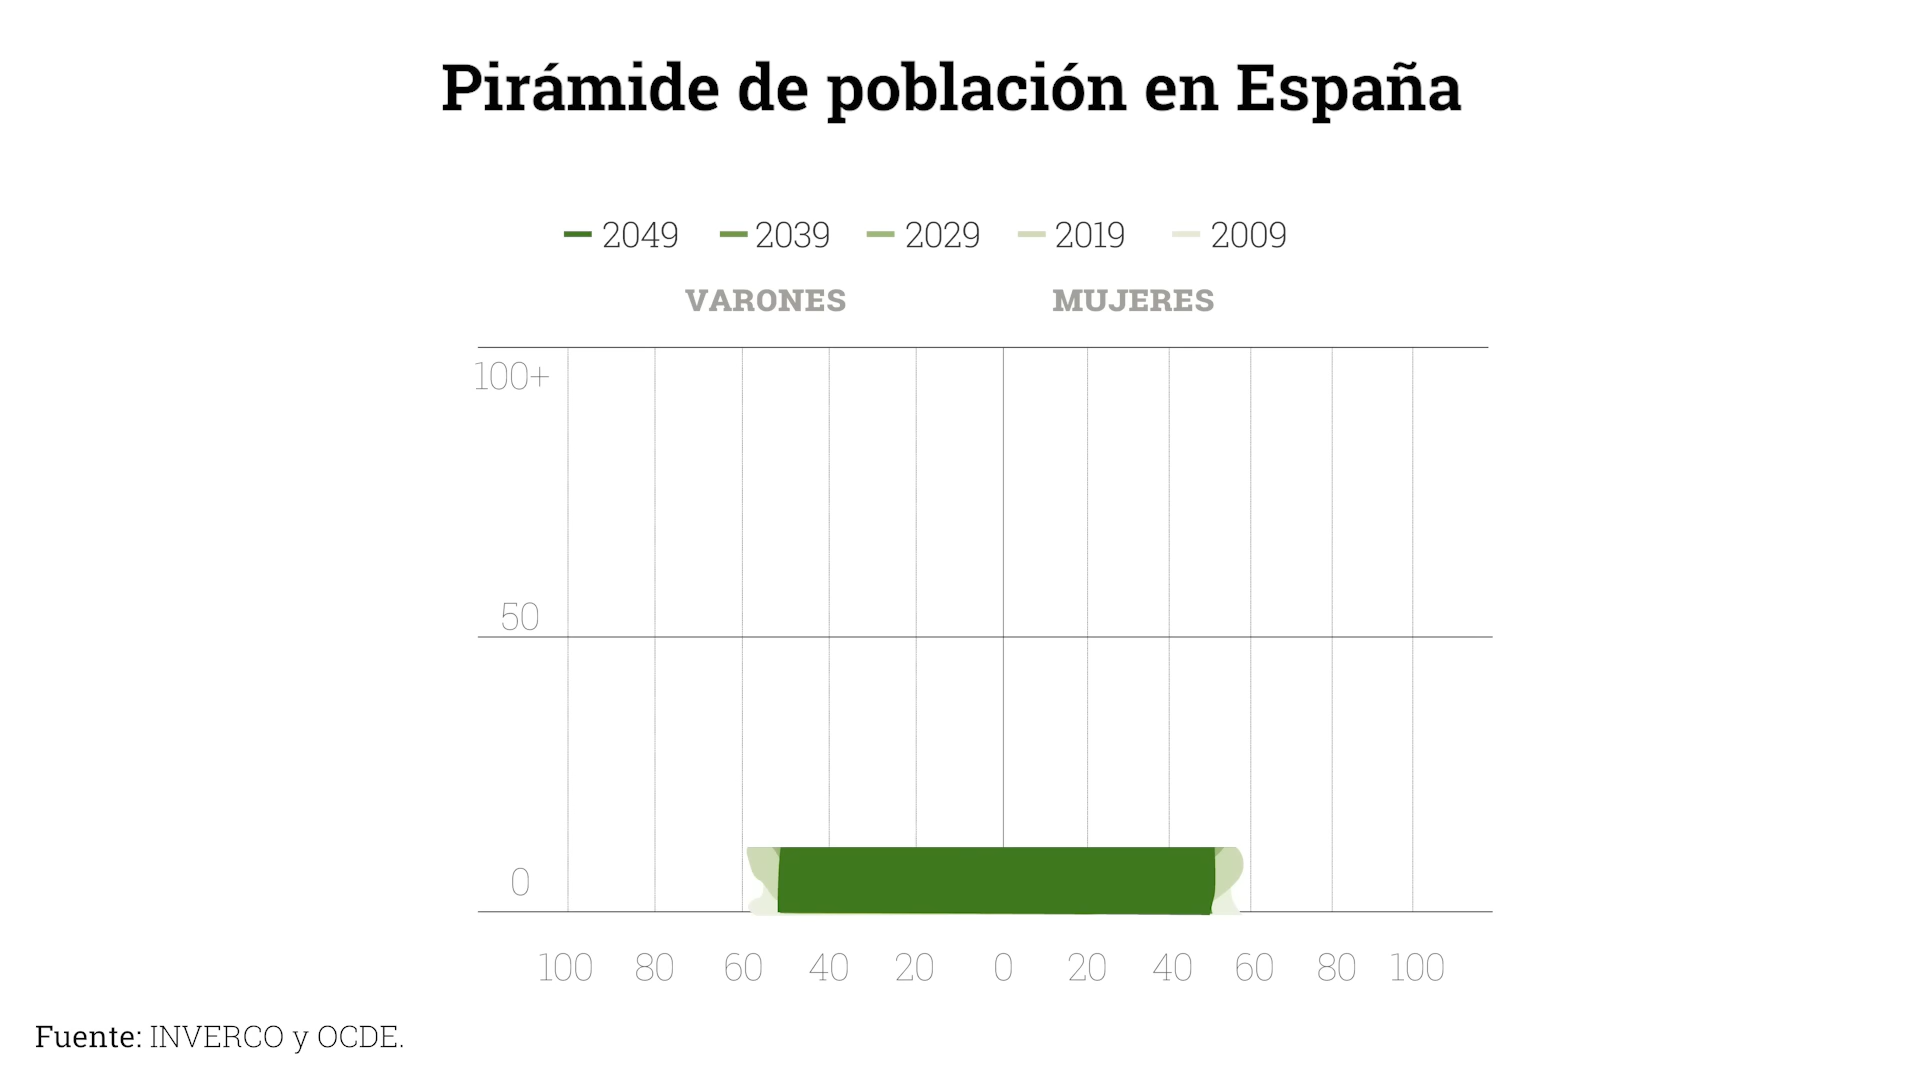 Pirámide de población en España
2049 2039 2029 2019 2009
VARONES MUJERES
100+
50
0
100 80 60 40 20 0 20 40 60 80 100
Fuente: INVERCO y OCDE.